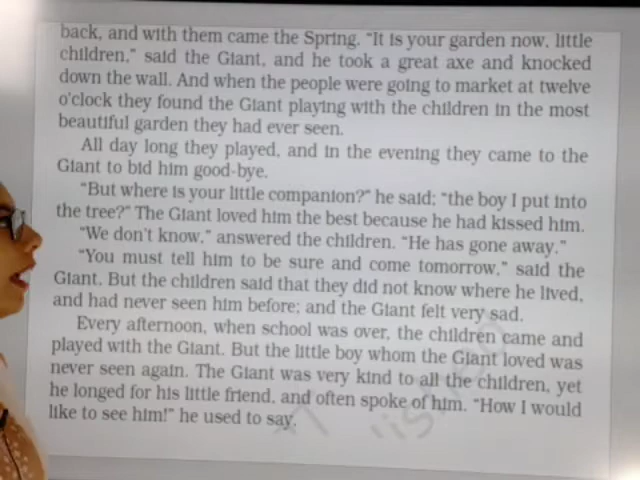 back, and with them came the Spring. "It is your garden now, little
children," said the Giant, and he took a great axe and knocked
down the wall. And when the people were going to market at twelve
o'clock they found the Giant playing with the children in the most
beautiful garden they had ever seen.
All day long they played, and in the evening they came to the
Giant to bid him good-bye.
"But where is your little companion?" he said; "the boy I put into
the tree?" The Giant loved him the best because he had kissed him.
"We don't know," answered the children. "He has gone away."
"You must tell him to be sure and come tomorrow," said the
Giant. But the children said that they did not know where he lived,
and had never seen him before; and the Giant felt very sad.
Every afternoon, when school was over, the children came and
played with the Giant. But the little boy whom the Giant loved was
never seen again. The Giant was very kind to all the children, yet
he longed for his little friend, and often spoke of him. "How I would
like to see him!" he used to say.